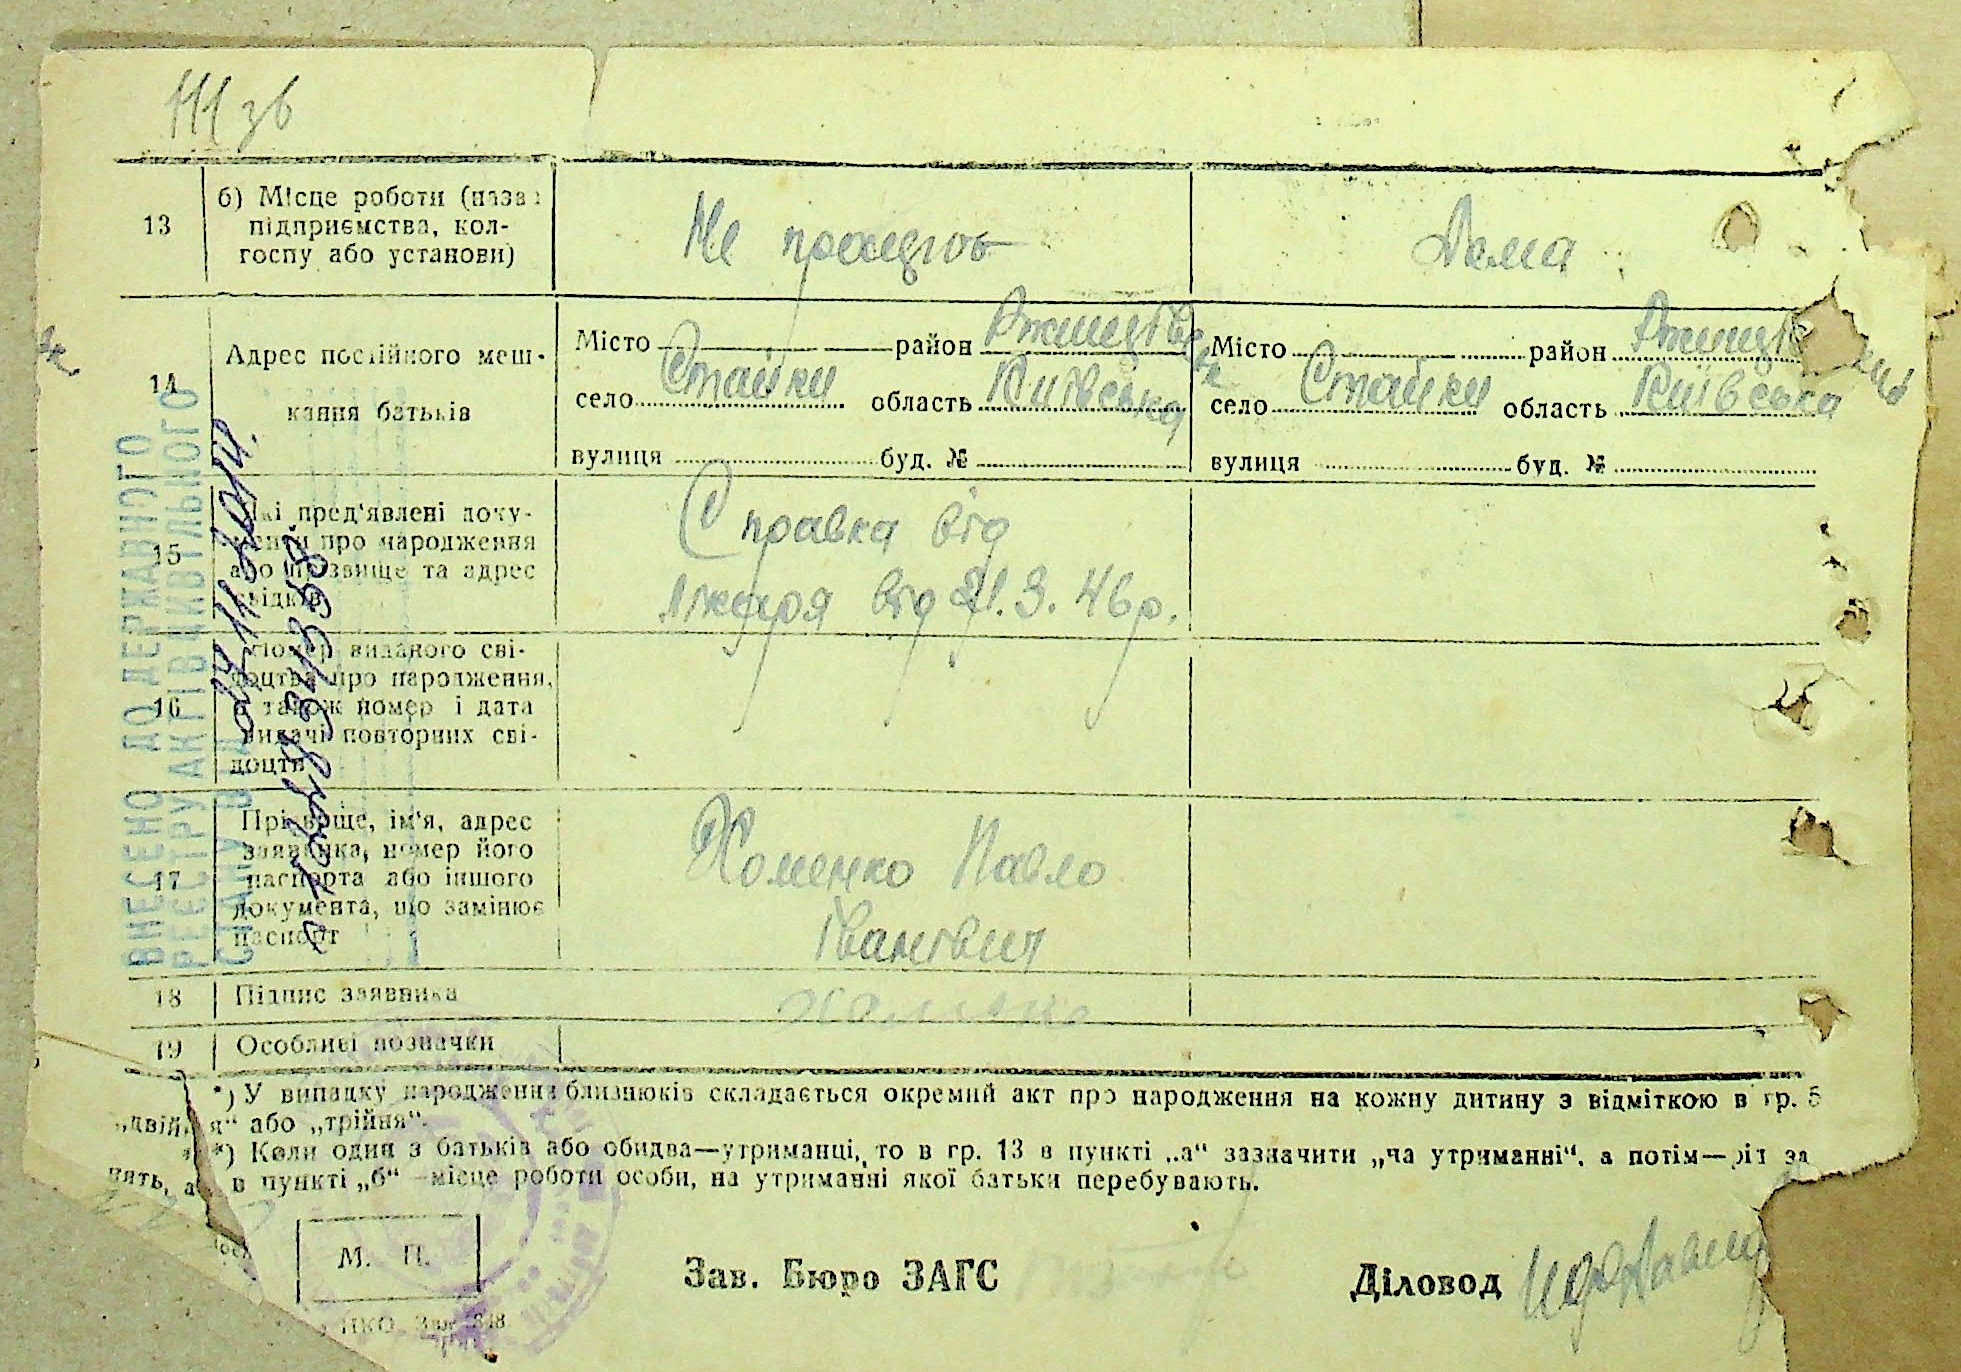 13 б) Місце роботи (назва
підприємства, кол-
госпу або установи)
Не працює
Дома
14 Адрес постійного меш-
кання батьків
Місто район Ржищівськ
село Стайки область Київська
вулиця буд. №
Місто район
село Стайки область Київська
вулиця буд. №
15 Які пред'явлені доку-
менти про народження
або прізвище та адрес
свідків
Справка від
лікаря від 21.3.46р.
16 Номер виданого сві-
доцтва про народження,
а також номер і дата
видачі повторних сві-
доцтв
17 Прізвище, ім'я, адрес
заявника, номер його
паспорта або іншого
документа, що замінює
паспорт
Хоменко Павло
Іванович
18 Підпис заявника
Хоменко
19 Особливі позначки
*) У випадку народження близнюків складається окремий акт про народження на кожну дитину з відміткою в гр. 5
„двійня“ або „трійня“.
*) Коли один з батьків або обидва—утриманці, то в гр. 13 в пункті „а“ зазначити „на утриманні“, а потім—рід за
нять, а в пункті „б“ —місце роботи особи, на утриманні якої батьки перебувають.
М. П.
Зав. Бюро ЗАГС
Діловод
ВНЕСЕНО ДО ДЕРЖАВНОГО
РЕЄСТРУ АКТІВ ЦИВІЛЬНОГО
СТАНУ